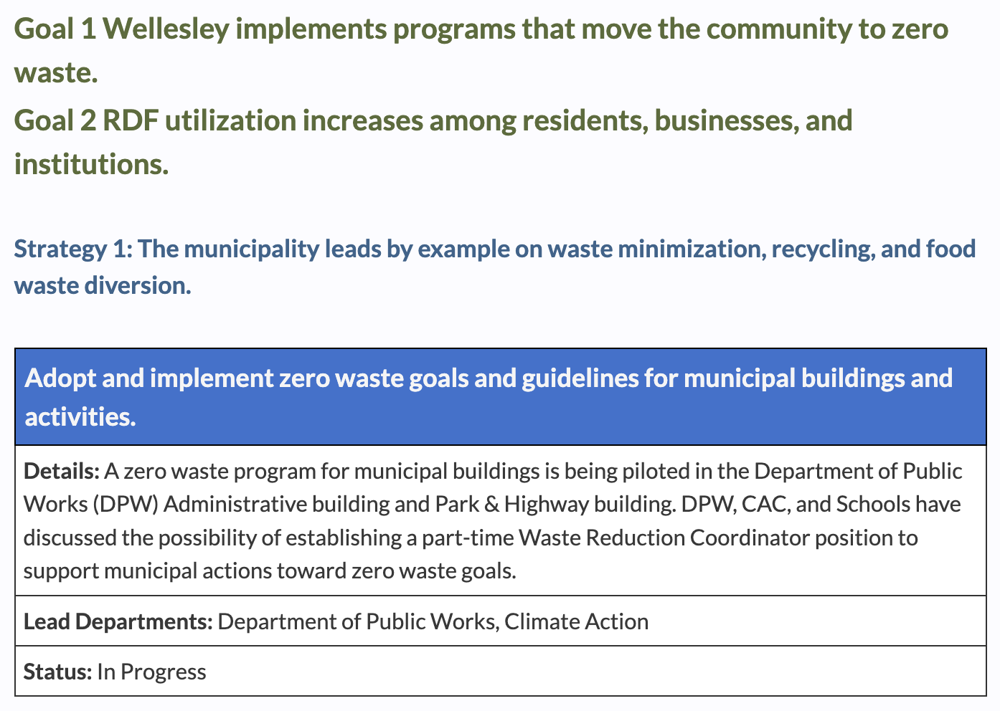 Goal 1 Wellesley implements programs that move the community to zero
waste.
Goal 2 RDF utilization increases among residents, businesses, and
institutions.
Strategy 1: The municipality leads by example on waste minimization, recycling, and food
waste diversion.
Adopt and implement zero waste goals and guidelines for municipal buildings and
activities.
Details: A zero waste program for municipal buildings is being piloted in the Department of Public
Works (DPW) Administrative building and Park & Highway building. DPW, CAC, and Schools have
discussed the possibility of establishing a part-time Waste Reduction Coordinator position to
support municipal actions toward zero waste goals.
Lead Departments: Department of Public Works, Climate Action
Status: In Progress